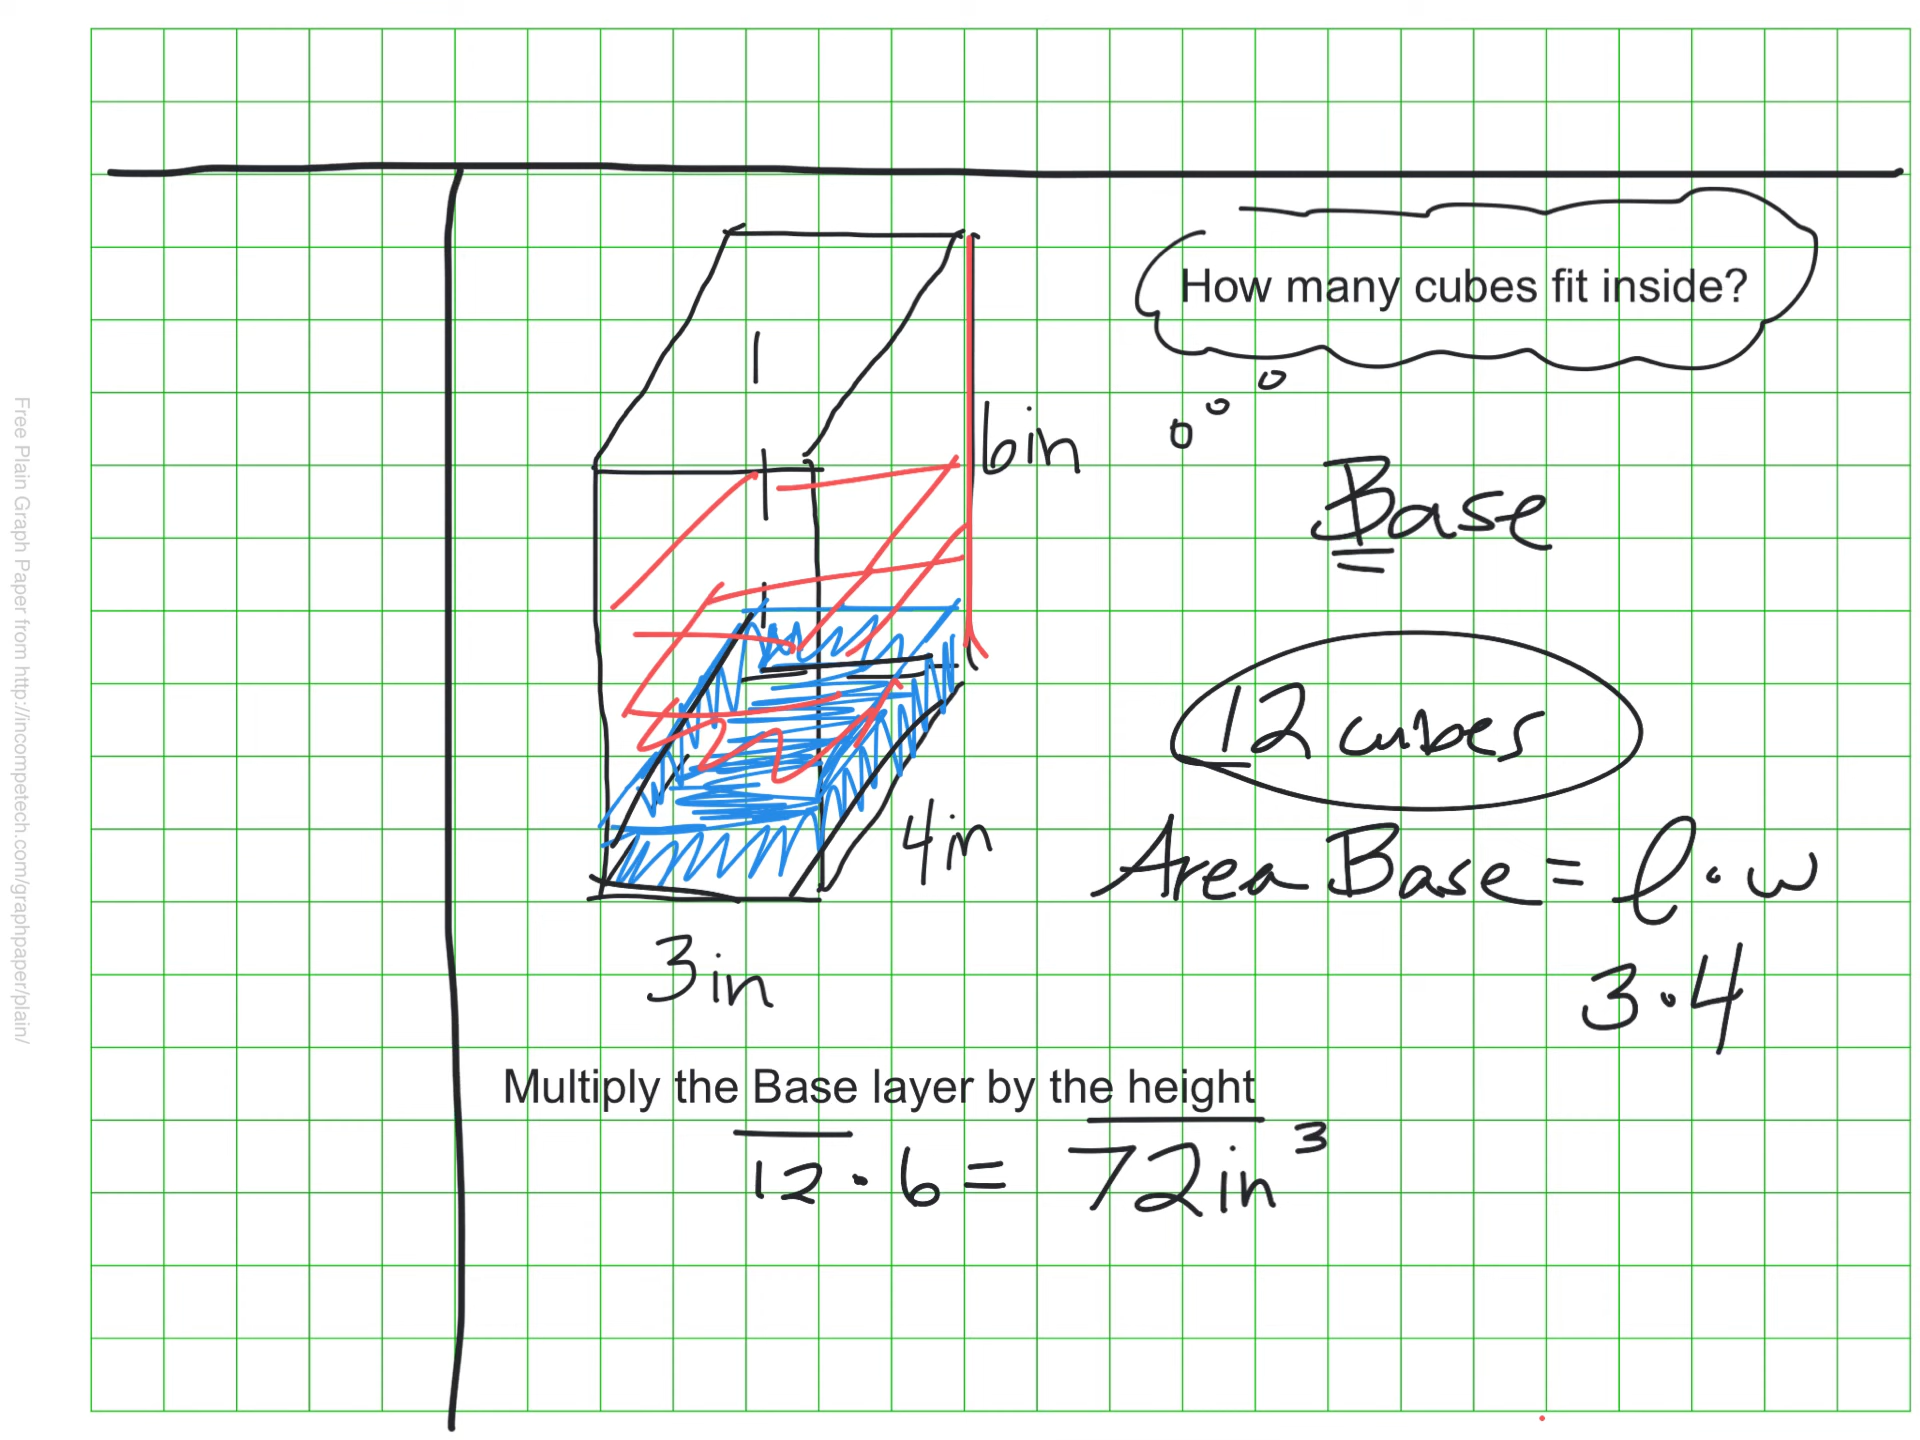 How many cubes fit inside?
6in
Base
12 cubes
4in
Area Base = l·w
3in
3·4
Multiply the Base layer by the height
12·6= 72in³
Free Plain Graph Paper from http://incompetech.com/graphpaper/plain/